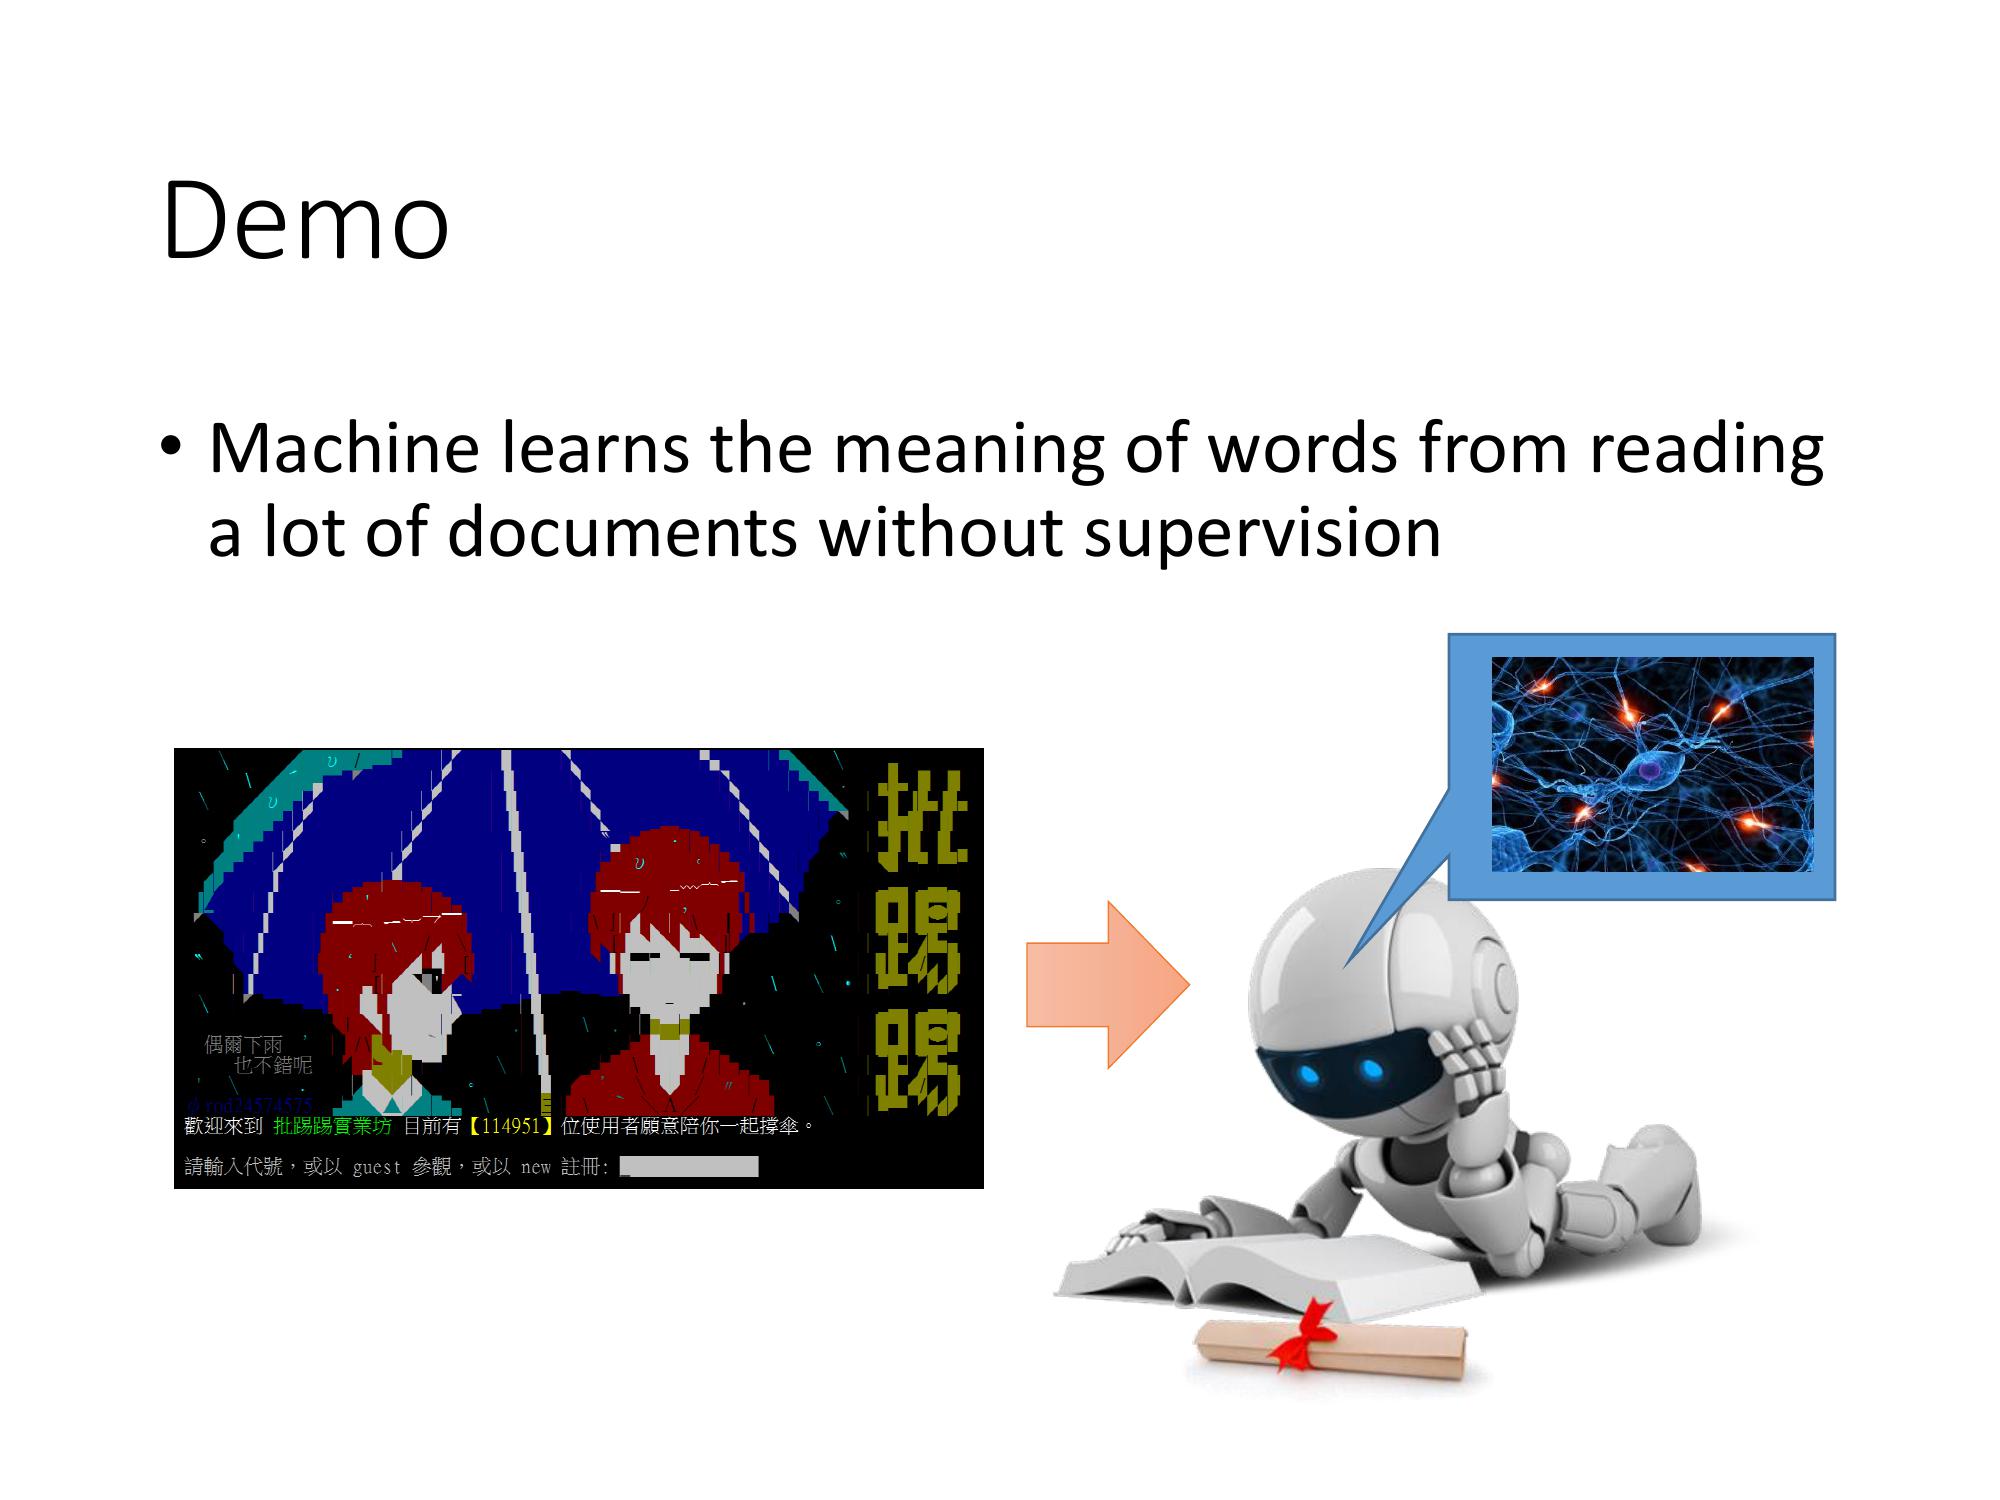 Demo
• Machine learns the meaning of words from reading
a lot of documents without supervision
批
踢
踢
偶爾下雨
也不錯呢
@rod24574575
歡迎來到 批踢踢實業坊 目前有【114951】位使用者願意陪你一起撐傘。
請輸入代號，或以 guest 參觀，或以 new 註冊: